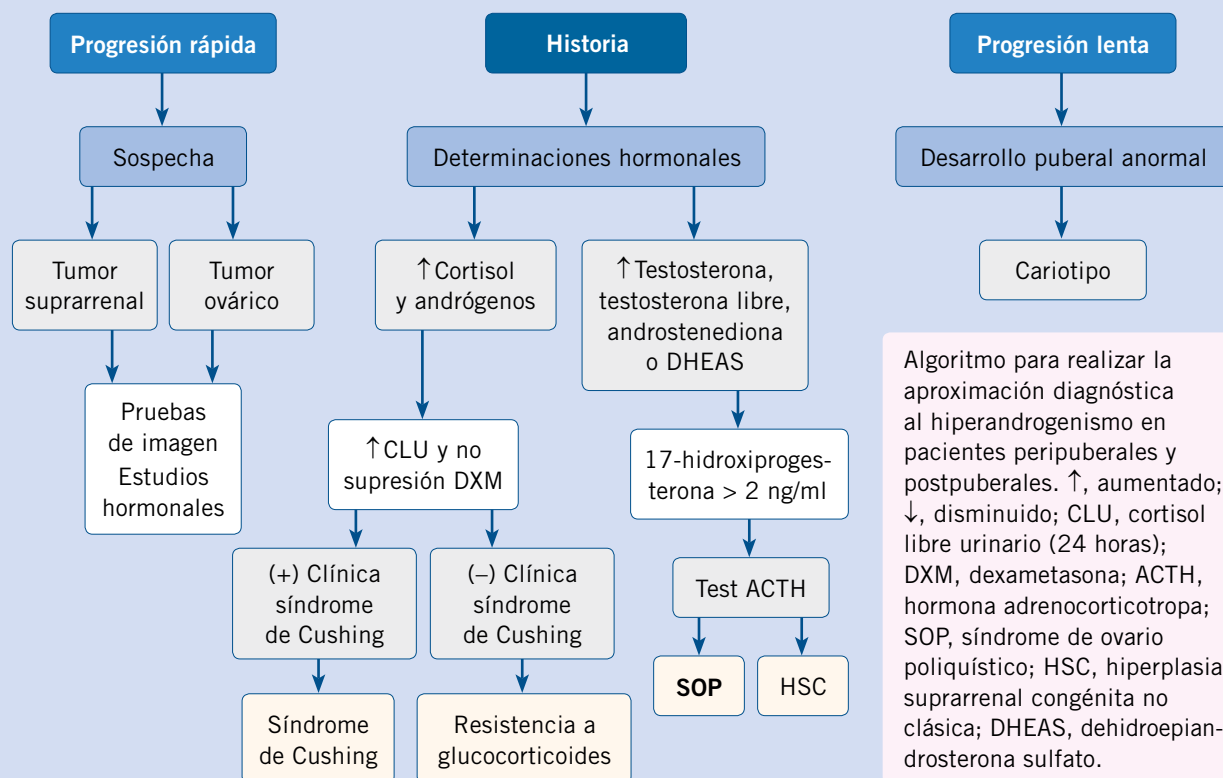 Progresión rápida
Historia
Progresión lenta
Sospecha
Determinaciones hormonales
Desarrollo puberal anormal
Tumor
suprarrenal
Tumor
ovárico
↑Cortisol
y andrógenos
↑Testosterona,
testosterona libre,
androstenediona
o DHEAS
Cariotipo
Pruebas
de imagen
Estudios
hormonales
↑CLU y no
supresión DXM
17-hidroxiproges-
terona > 2 ng/ml
(+) Clínica
síndrome
de Cushing
(–) Clínica
síndrome
de Cushing
Test ACTH
SOP
HSC
Síndrome
de Cushing
Resistencia a
glucocorticoides
Algoritmo para realizar la
aproximación diagnóstica
al hiperandrogenismo en
pacientes peripuberales y
postpuberales. ↑, aumentado;
↓, disminuido; CLU, cortisol
libre urinario (24 horas);
DXM, dexametasona; ACTH,
hormona adrenocorticotropa;
SOP, síndrome de ovario
poliquístico; HSC, hiperplasia
suprarrenal congénita no
clásica; DHEAS, dehidroepian-
drosterona sulfato.